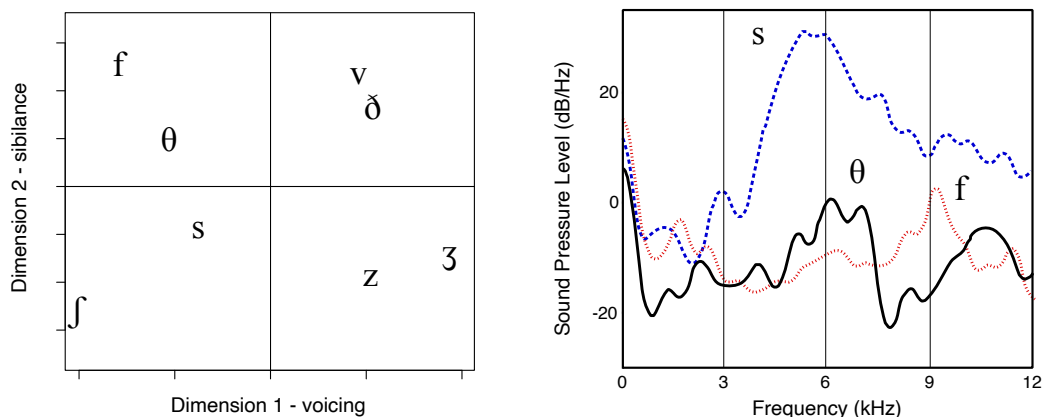 f
v
ð
θ
s
ʒ
z
ʃ
Dimension 2 - sibilance
Dimension 1 - voicing
s
θ
f
20
0
-20
Sound Pressure Level (dB/Hz)
0 3 6 9 12
Frequency (kHz)